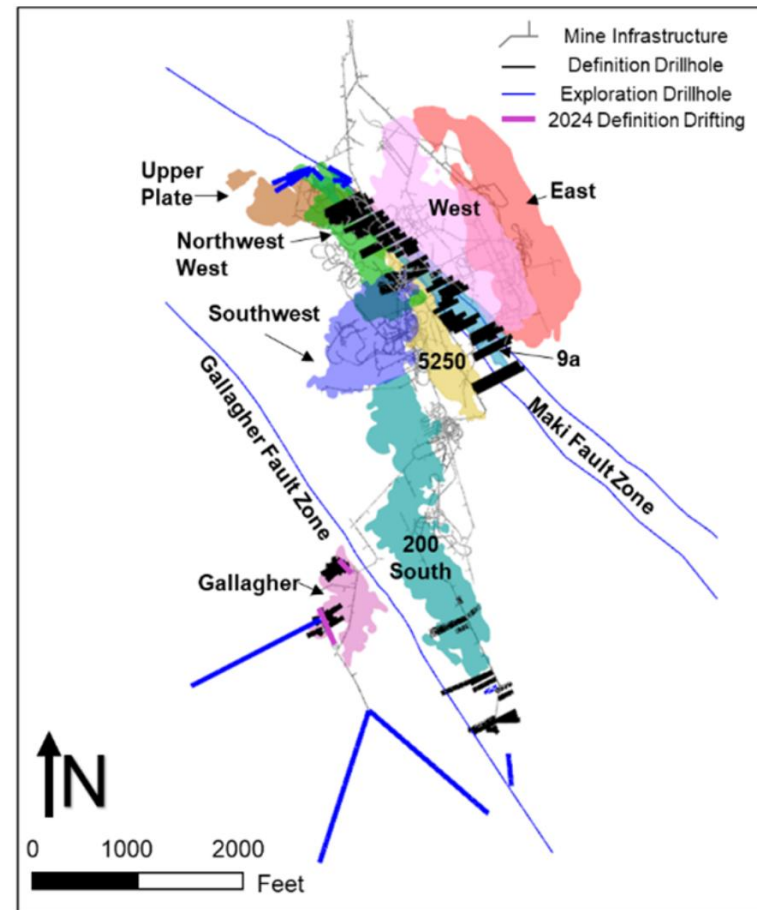 Mine Infrastructure
Definition Drillhole
Exploration Drillhole
2024 Definition Drifting
Upper
Plate
West
East
Northwest
West
Southwest
5250
9a
Gallagher Fault Zone
Maki Fault Zone
200
South
Gallagher
N
0 1000 2000
Feet